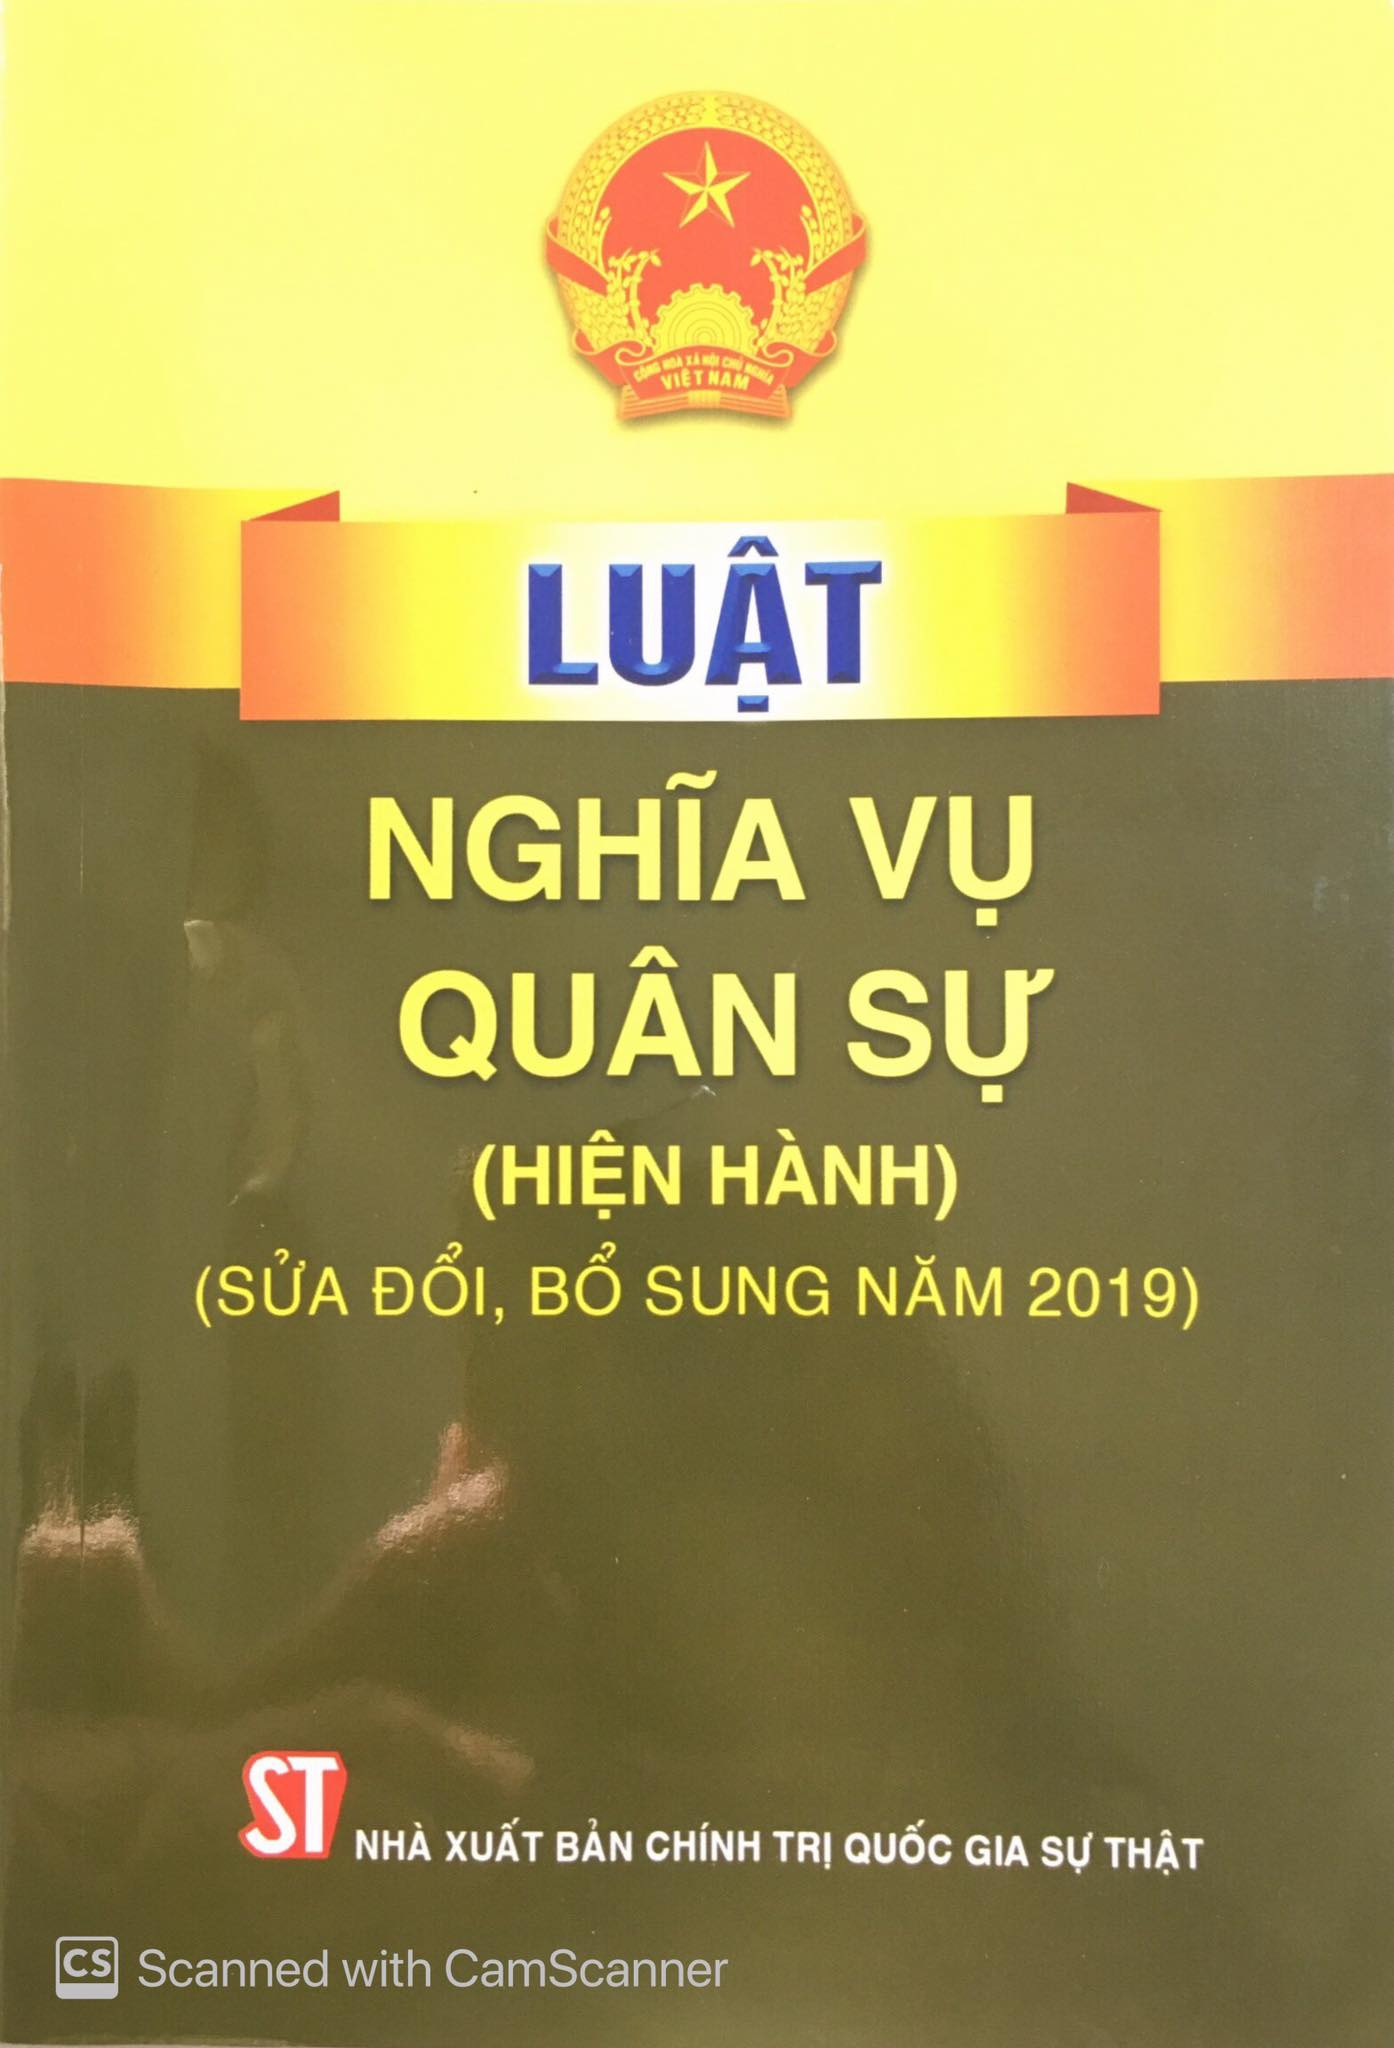 CỘNG HOÀ XÃ HỘI CHỦ NGHĨA
VIỆT NAM
LUẬT
NGHĨA VỤ
QUÂN SỰ
(HIỆN HÀNH)
(SỬA ĐỔI, BỔ SUNG NĂM 2019)
ST NHÀ XUẤT BẢN CHÍNH TRỊ QUỐC GIA SỰ THẬT
CS Scanned with CamScanner